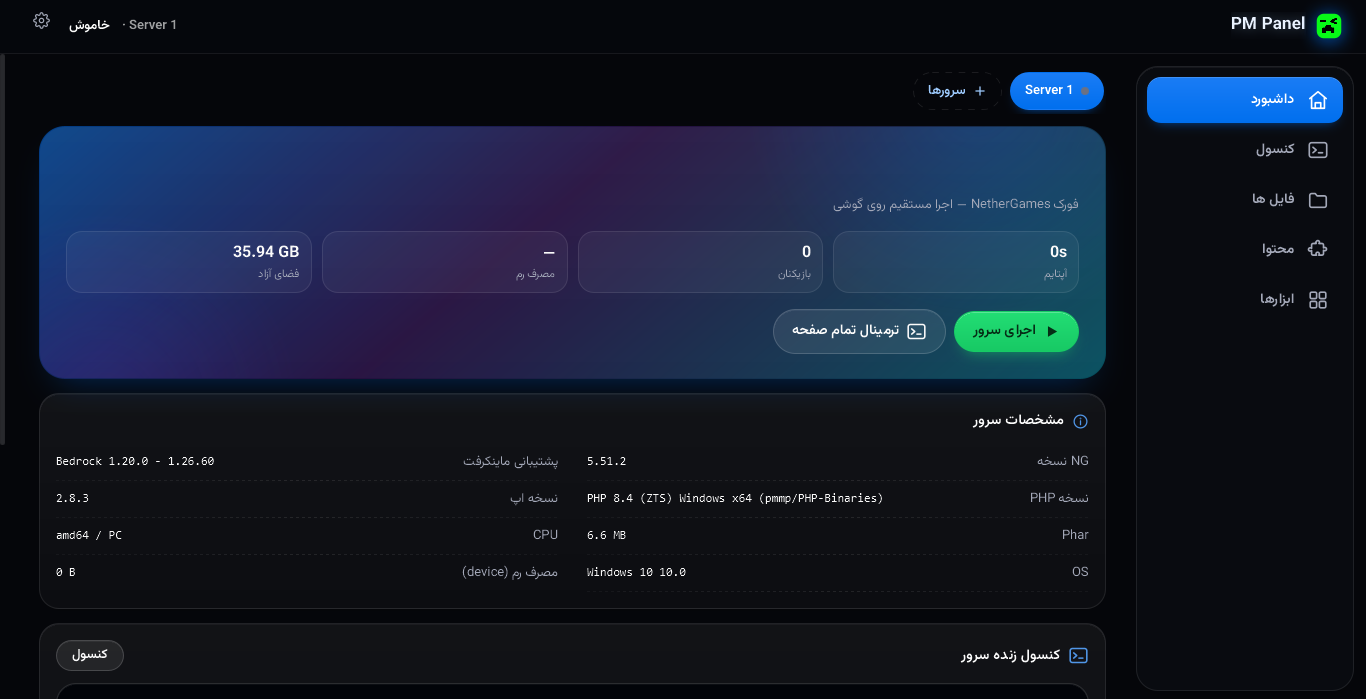 PM Panel
Server 1 ·
خاموش
داشبورد
کنسول
فایل ها
محتوا
ابزارها
Server 1
+ سرورها
فورک NetherGames — اجرا مستقیم روی گوشی
0s
آپتایم
0
بازیکنان
—
مصرف رم
35.94 GB
فضای آزاد
اجرای سرور
ترمینال تمام صفحه
مشخصات سرور
NG نسخه
5.51.2
پشتیبانی ماینکرفت
Bedrock 1.20.0 - 1.26.60
نسخه PHP
PHP 8.4 (ZTS) Windows x64 (pmmp/PHP-Binaries)
نسخه اپ
2.8.3
Phar
6.6 MB
CPU
amd64 / PC
OS
Windows 10 10.0
مصرف رم (device)
0 B
کنسول زنده سرور
کنسول